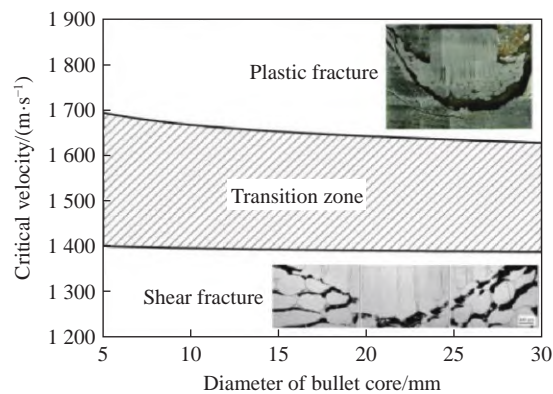 Critical velocity/(m·s⁻¹)
1 900
1 800
1 700
1 600
1 500
1 400
1 300
1 200
Plastic fracture
Transition zone
Shear fracture
5
10
15
20
25
30
Diameter of bullet core/mm